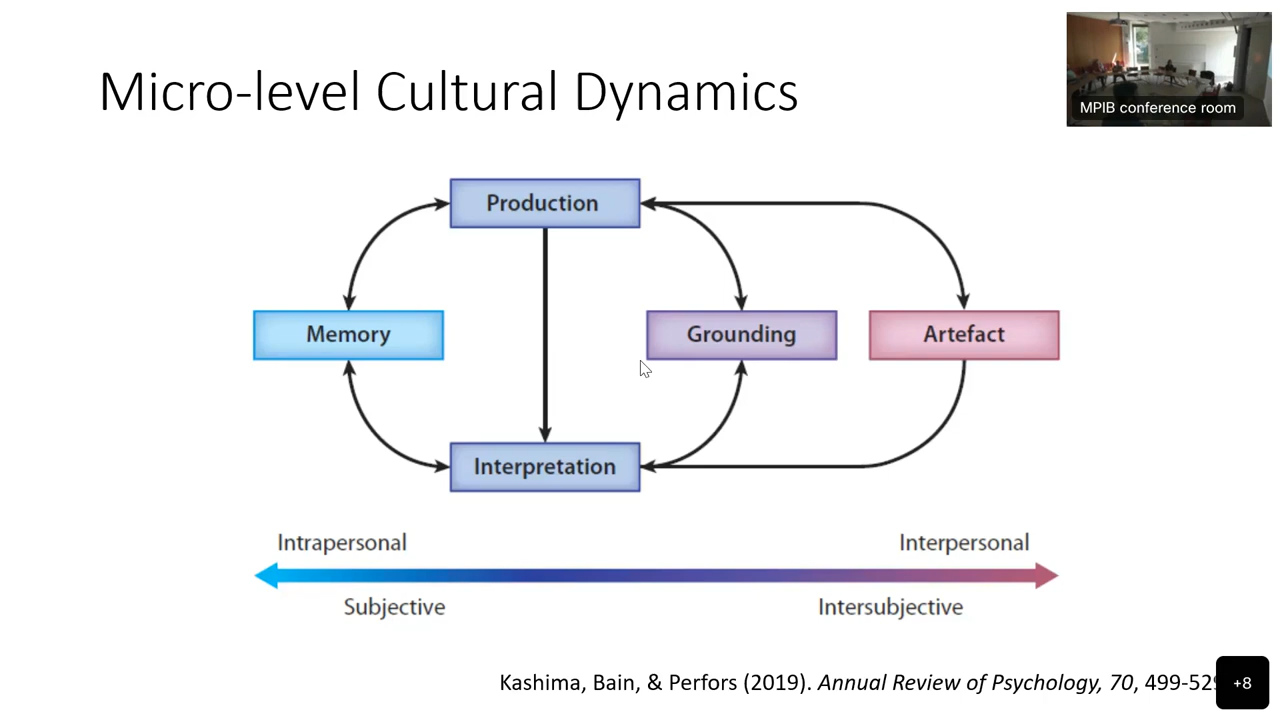 Micro-level Cultural Dynamics
MPIB conference room
Production
Memory
Grounding
Artefact
Interpretation
Intrapersonal
Interpersonal
Subjective
Intersubjective
Kashima, Bain, & Perfors (2019). Annual Review of Psychology, 70, 499-529
+8